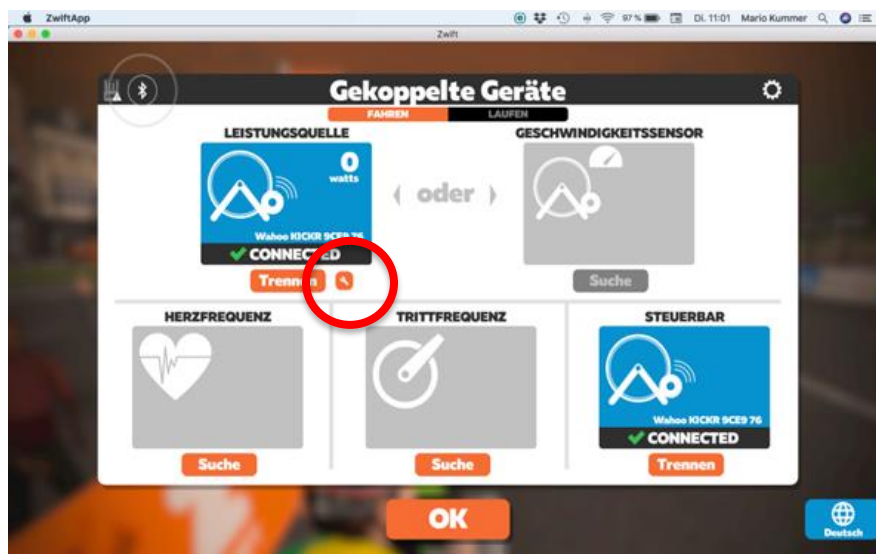 ZwiftApp
97 %
Di. 11:01
Mario Kummer
Zwift
Gekoppelte Geräte
FAHREN
LAUFEN
LEISTUNGSQUELLE
GESCHWINDIGKEITSSENSOR
0
watts
Wahoo KICKR 9CE9 76
CONNECTED
oder
Trennen
Suche
HERZFREQUENZ
TRITTFREQUENZ
STEUERBAR
Wahoo KICKR 9CE9 76
CONNECTED
Suche
Suche
Trennen
OK
Deutsch